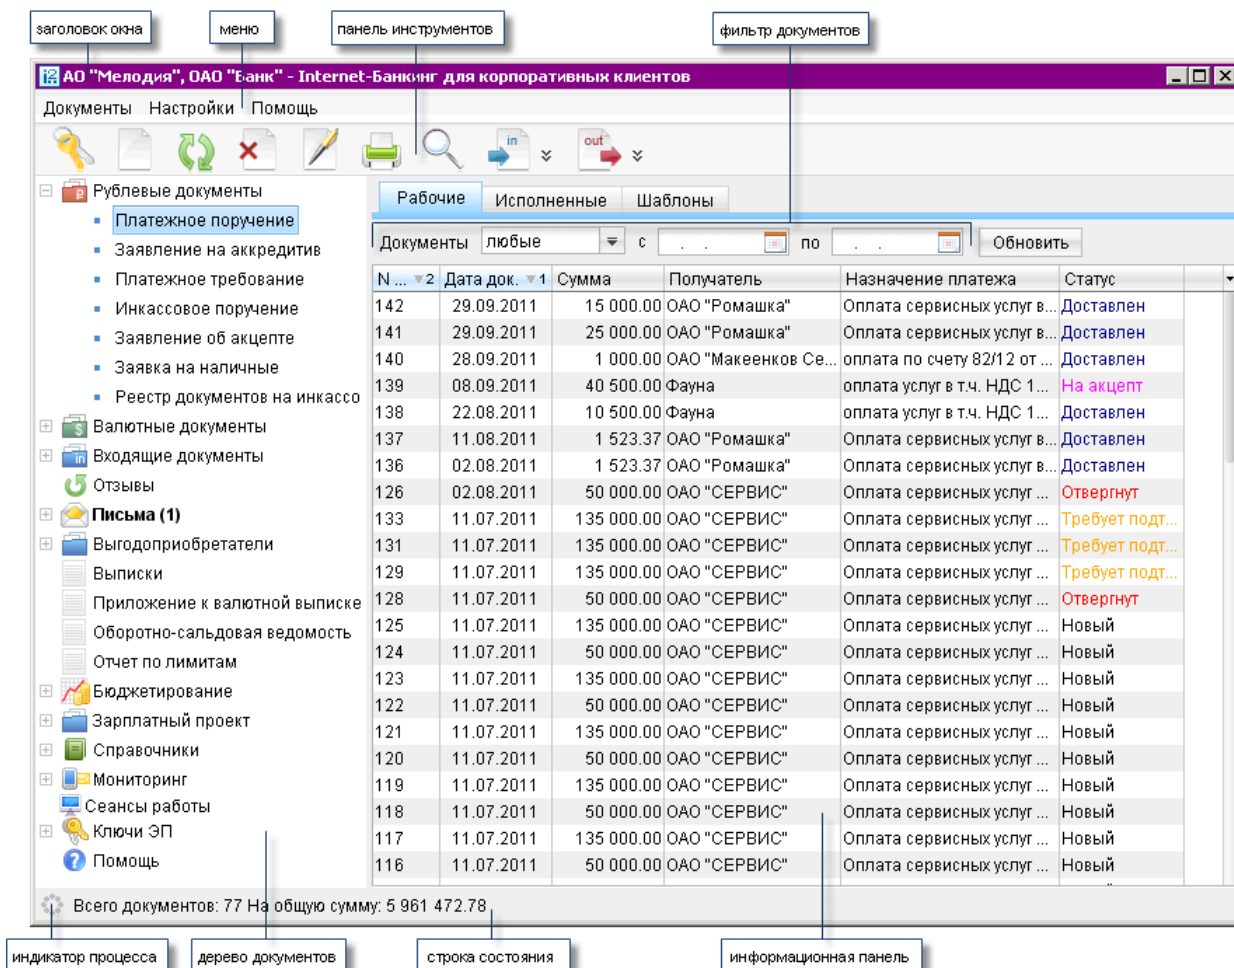 заголовок окна
меню
панель инструментов
фильтр документов
АО "Мелодия", ОАО "Банк" - Internet-Банкинг для корпоративных клиентов
Документы Настройки Помощь
in out
Рублевые документы
Платежное поручение
Заявление на аккредитив
Платежное требование
Инкассовое поручение
Заявление об акцепте
Заявка на наличные
Реестр документов на инкассо
Валютные документы
Входящие документы
Отзывы
Письма (1)
Выгодоприобретатели
Выписки
Приложение к валютной выписке
Оборотно-сальдовая ведомость
Отчет по лимитам
Бюджетирование
Зарплатный проект
Справочники
Мониторинг
Сеансы работы
Ключи ЭП
Помощь
Рабочие Исполненные Шаблоны
Документы любые с . . по . . Обновить
N ... 2 Дата док. 1 Сумма Получатель Назначение платежа Статус
142 29.09.2011 15 000.00 ОАО "Ромашка" Оплата сервисных услуг в... Доставлен
141 29.09.2011 25 000.00 ОАО "Ромашка" Оплата сервисных услуг в... Доставлен
140 28.09.2011 1 000.00 ОАО "Макеенков Се... оплата по счету 82/12 от ... Доставлен
139 08.09.2011 40 500.00 Фауна оплата услуг в т.ч. НДС 1... На акцепт
138 22.08.2011 10 500.00 Фауна оплата услуг в т.ч. НДС 1... Доставлен
137 11.08.2011 1 523.37 ОАО "Ромашка" Оплата сервисных услуг в... Доставлен
136 02.08.2011 1 523.37 ОАО "Ромашка" Оплата сервисных услуг в... Доставлен
126 02.08.2011 50 000.00 ОАО "СЕРВИС" Оплата сервисных услуг ... Отвергнут
133 11.07.2011 135 000.00 ОАО "СЕРВИС" Оплата сервисных услуг ... Требует подт...
131 11.07.2011 135 000.00 ОАО "СЕРВИС" Оплата сервисных услуг ... Требует подт...
129 11.07.2011 135 000.00 ОАО "СЕРВИС" Оплата сервисных услуг ... Требует подт...
128 11.07.2011 50 000.00 ОАО "СЕРВИС" Оплата сервисных услуг ... Отвергнут
125 11.07.2011 135 000.00 ОАО "СЕРВИС" Оплата сервисных услуг ... Новый
124 11.07.2011 50 000.00 ОАО "СЕРВИС" Оплата сервисных услуг ... Новый
123 11.07.2011 135 000.00 ОАО "СЕРВИС" Оплата сервисных услуг ... Новый
122 11.07.2011 50 000.00 ОАО "СЕРВИС" Оплата сервисных услуг ... Новый
121 11.07.2011 135 000.00 ОАО "СЕРВИС" Оплата сервисных услуг ... Новый
120 11.07.2011 50 000.00 ОАО "СЕРВИС" Оплата сервисных услуг ... Новый
119 11.07.2011 135 000.00 ОАО "СЕРВИС" Оплата сервисных услуг ... Новый
118 11.07.2011 50 000.00 ОАО "СЕРВИС" Оплата сервисных услуг ... Новый
117 11.07.2011 135 000.00 ОАО "СЕРВИС" Оплата сервисных услуг ... Новый
116 11.07.2011 50 000.00 ОАО "СЕРВИС" Оплата сервисных услуг ... Новый
Всего документов: 77 На общую сумму: 5 961 472.78
индикатор процесса
дерево документов
строка состояния
информационная панель